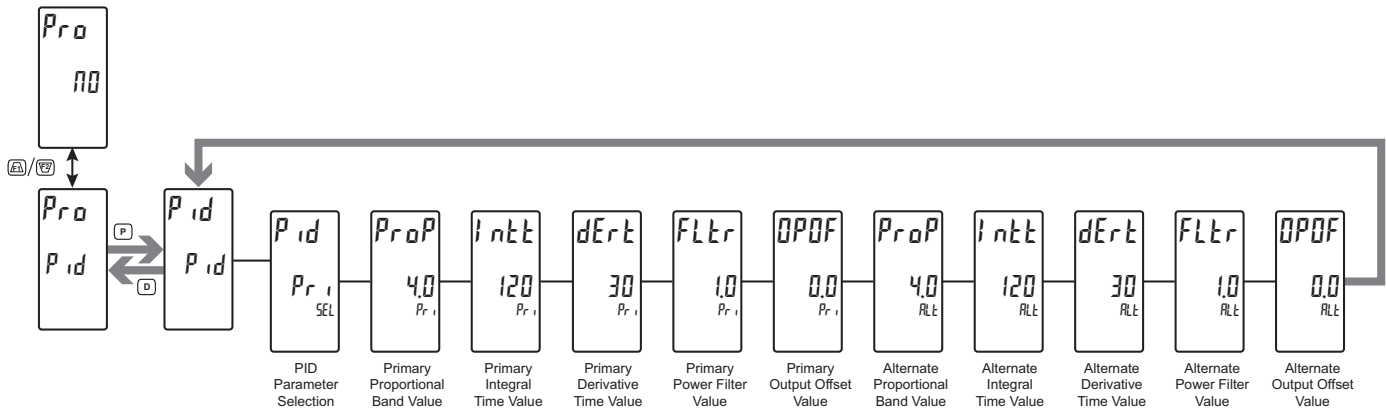 Pro
NO
F1/F2
Pro
Pid
P
D
Pid
Pid
Pid
Pri
SEL
PID
Parameter
Selection
ProP
4.0
Pri
Primary
Proportional
Band Value
Intt
120
Pri
Primary
Integral
Time Value
dErt
30
Pri
Primary
Derivative
Time Value
FLtr
1.0
Pri
Primary
Power Filter
Value
OPOF
0.0
Pri
Primary
Output Offset
Value
ProP
4.0
ALt
Alternate
Proportional
Band Value
Intt
120
ALt
Alternate
Integral
Time Value
dErt
30
ALt
Alternate
Derivative
Time Value
FLtr
1.0
ALt
Alternate
Power Filter
Value
OPOF
0.0
ALt
Alternate
Output Offset
Value